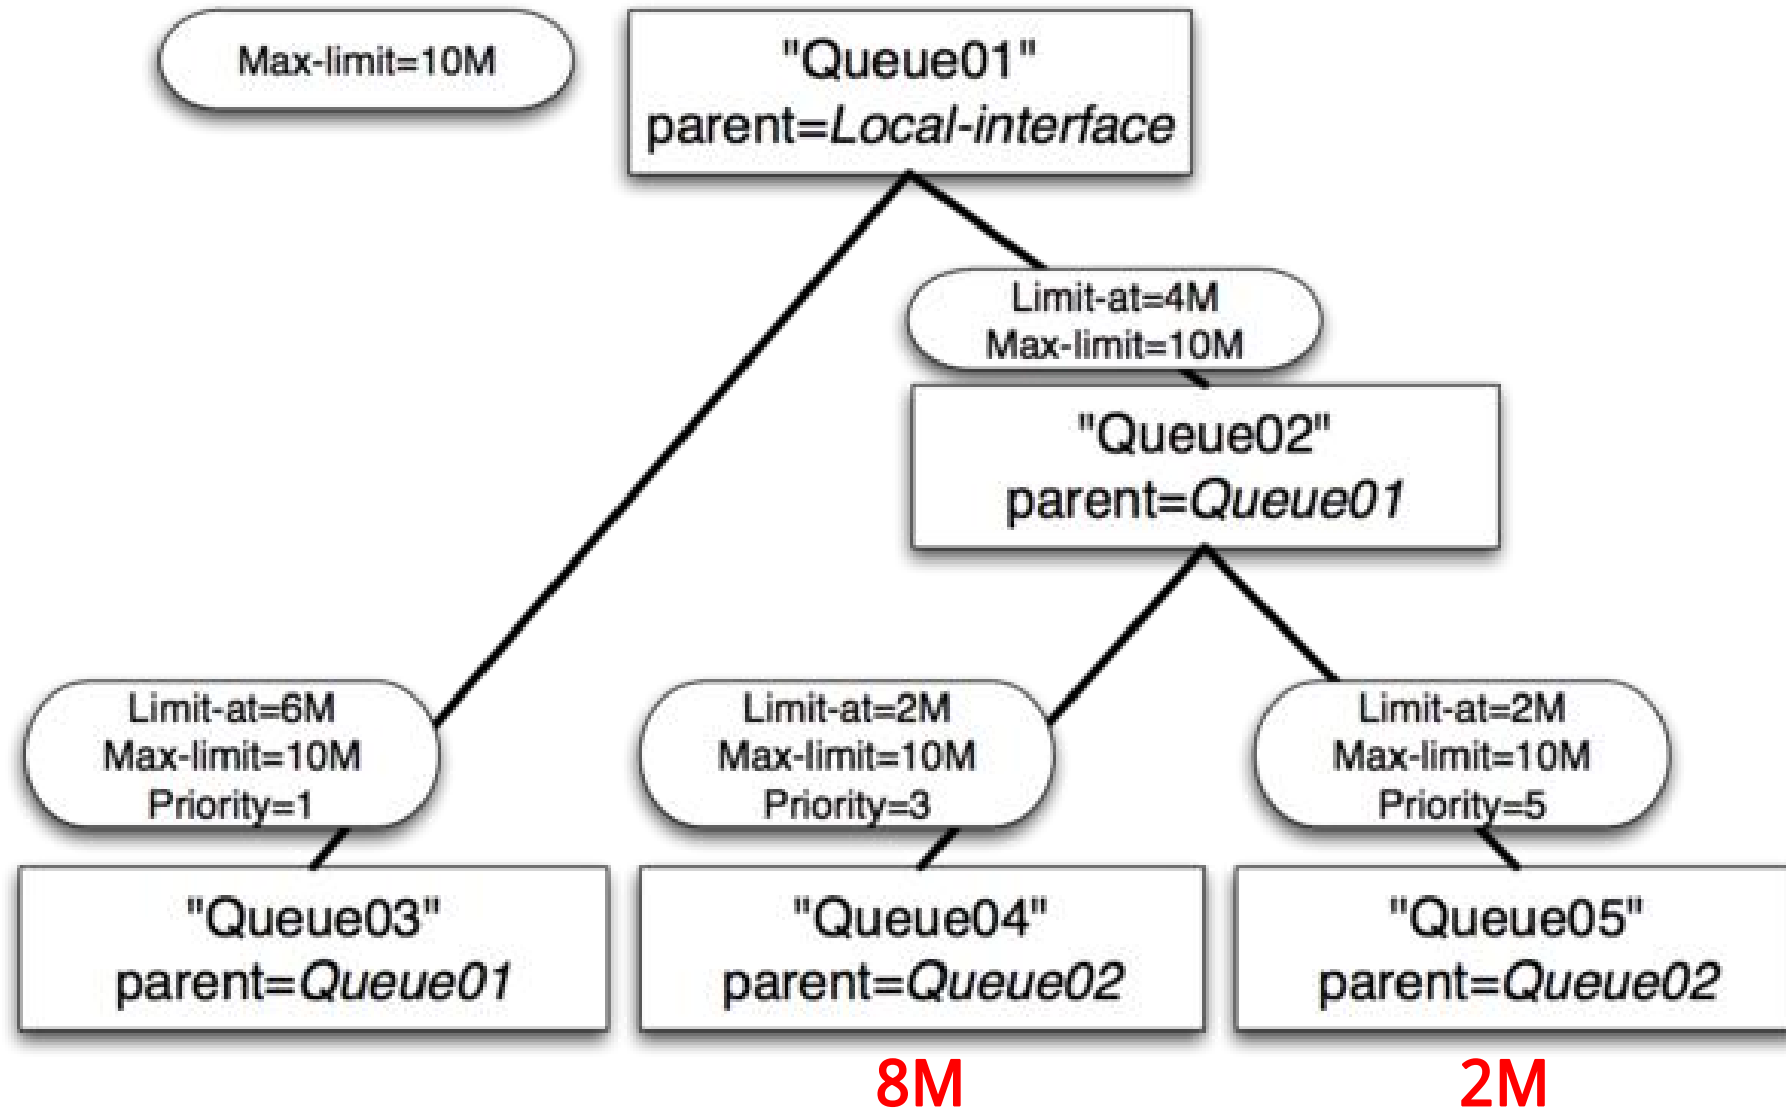 Max-limit=10M
"Queue01"
parent=Local-interface
Limit-at=4M
Max-limit=10M
"Queue02"
parent=Queue01
Limit-at=6M
Max-limit=10M
Priority=1
Limit-at=2M
Max-limit=10M
Priority=3
Limit-at=2M
Max-limit=10M
Priority=5
"Queue03"
parent=Queue01
"Queue04"
parent=Queue02
"Queue05"
parent=Queue02
8M
2M